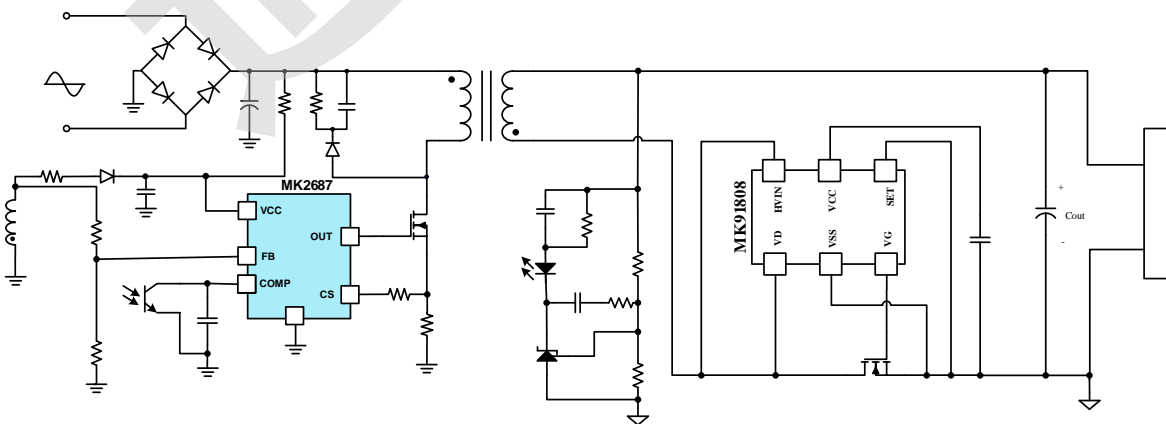 MK2687
VCC
OUT
FB
COMP
CS
MK91808
HVIN
VCC
SET
VD
VSS
VG
+
Cout
-